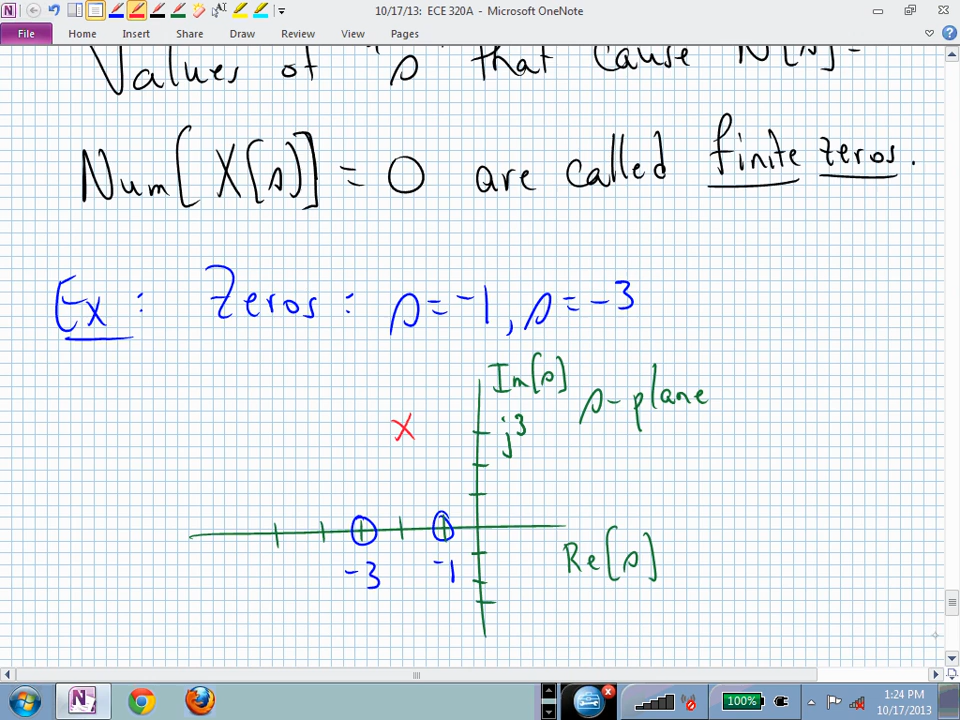 10/17/13: ECE 320A - Microsoft OneNote
File Home Insert Share Draw Review View Pages
Values of s that cause N[s]=
Num[X[s]] = 0 are called finite zeros.
Ex: Zeros: s=-1, s=-3
Im[s] s-plane
X j3
-3 -1 Re[s]
100% 1:24 PM
10/17/2013